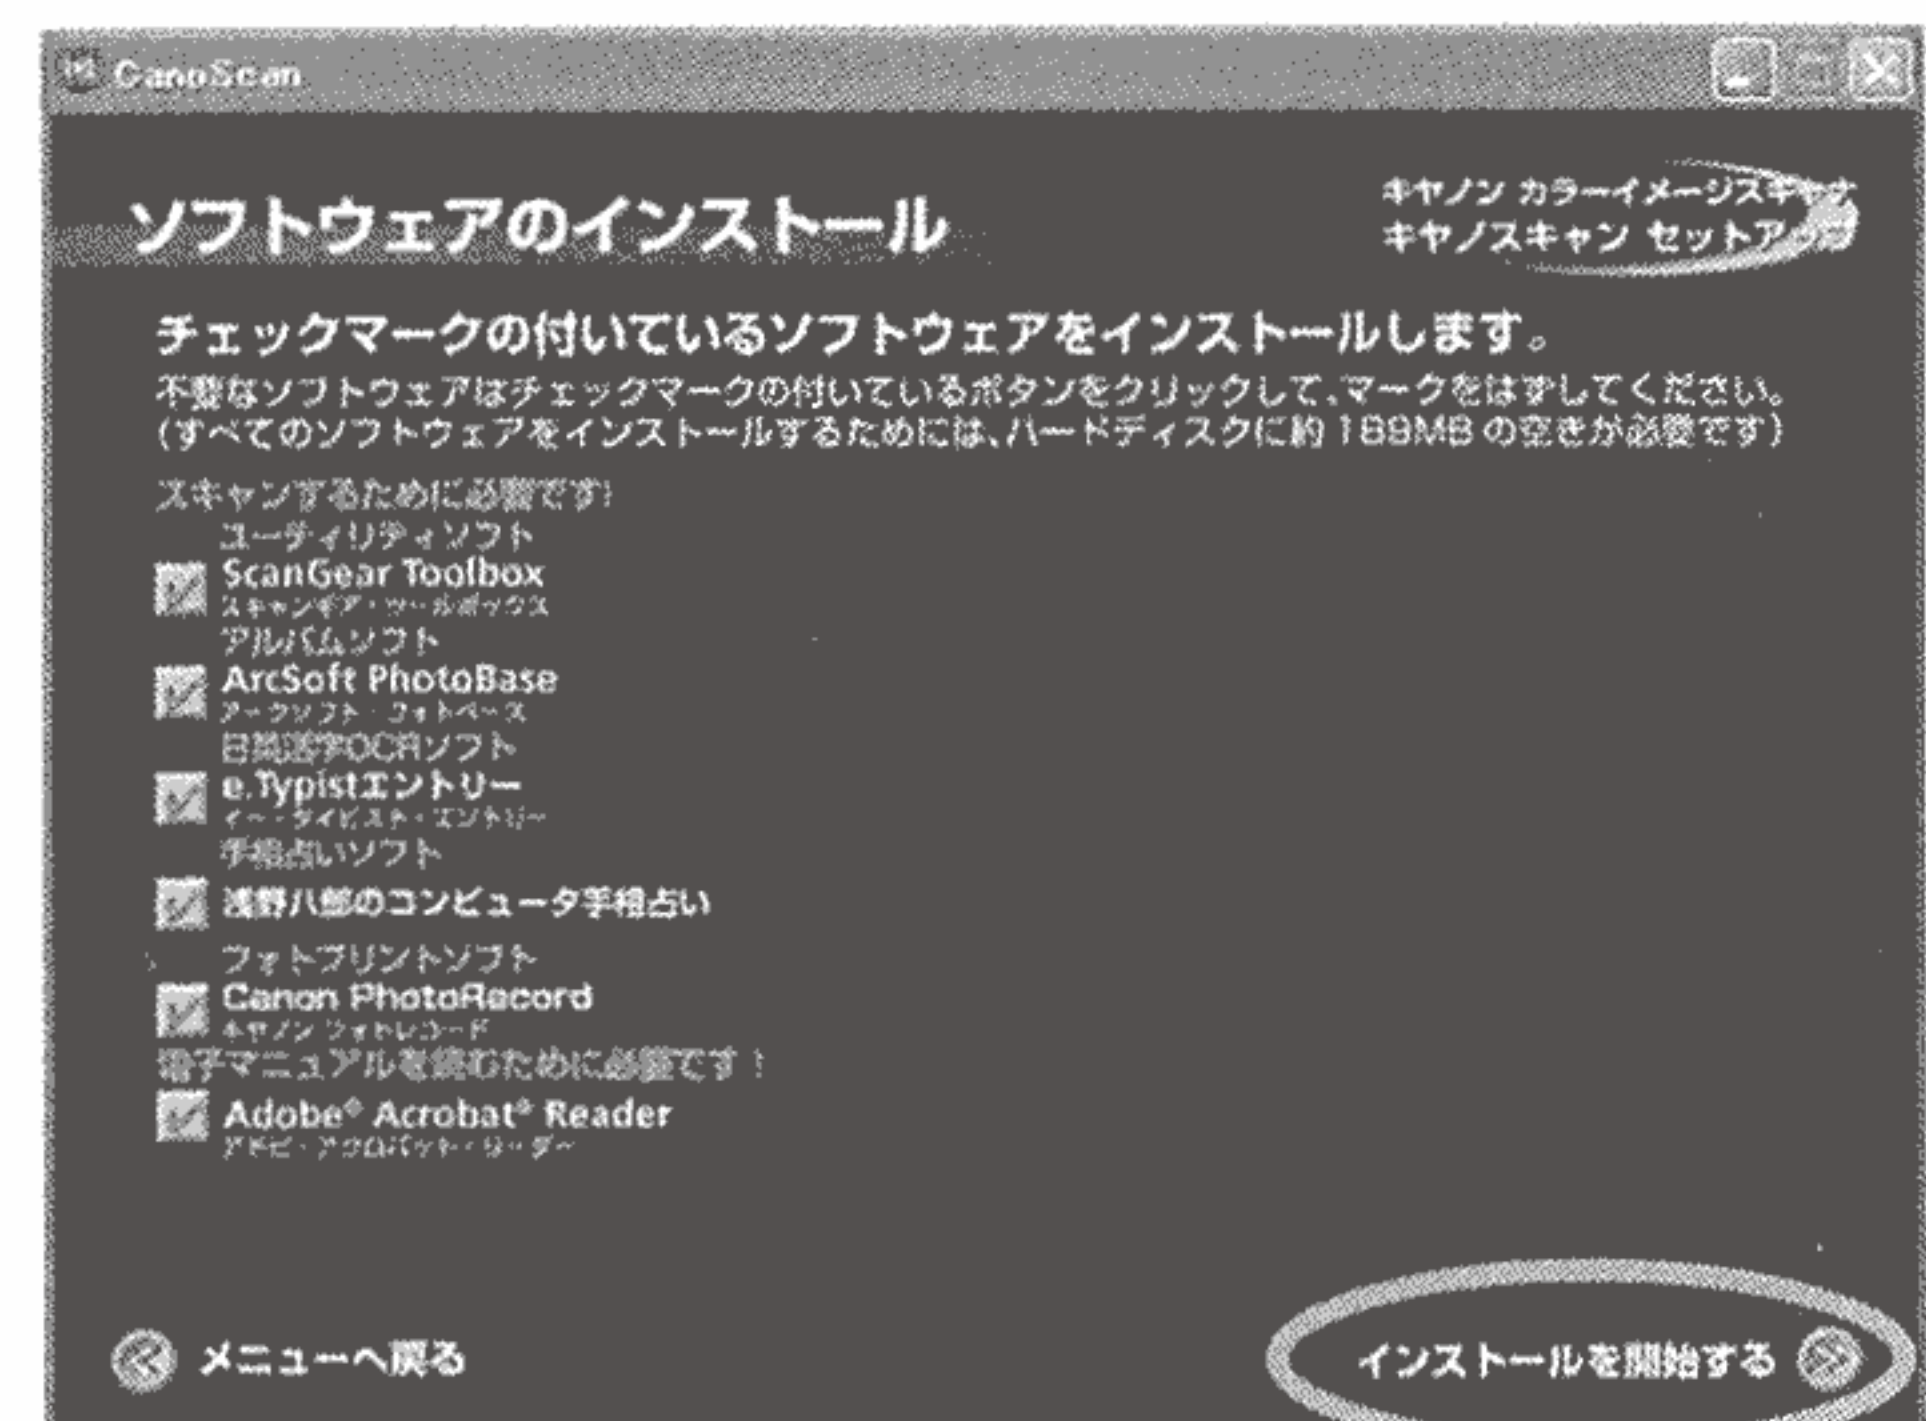 CanoScan
ソフトウェアのインストール
キヤノン カラーイメージスキャナ
キヤノスキャン セットアップ
チェックマークの付いているソフトウェアをインストールします。
不要なソフトウェアはチェックマークの付いているボタンをクリックして、マークをはずしてください。
(すべてのソフトウェアをインストールするためには、ハードディスクに約 189MB の空きが必要です)
スキャンするために必要です!
ユーティリティソフト
ScanGear Toolbox
スキャンギア・ツールボックス
アルバムソフト
ArcSoft PhotoBase
アークソフト・フォトベース
日英活字OCRソフト
e.Typistエントリー
イー・タイピスト・エントリー
手相占いソフト
浅野八郎のコンピュータ手相占い
フォトプリントソフト
Canon PhotoRecord
キヤノン フォトレコード
電子マニュアルを読むために必要です!
Adobe® Acrobat® Reader
アドビ・アクロバット・リーダー
メニューへ戻る
インストールを開始する